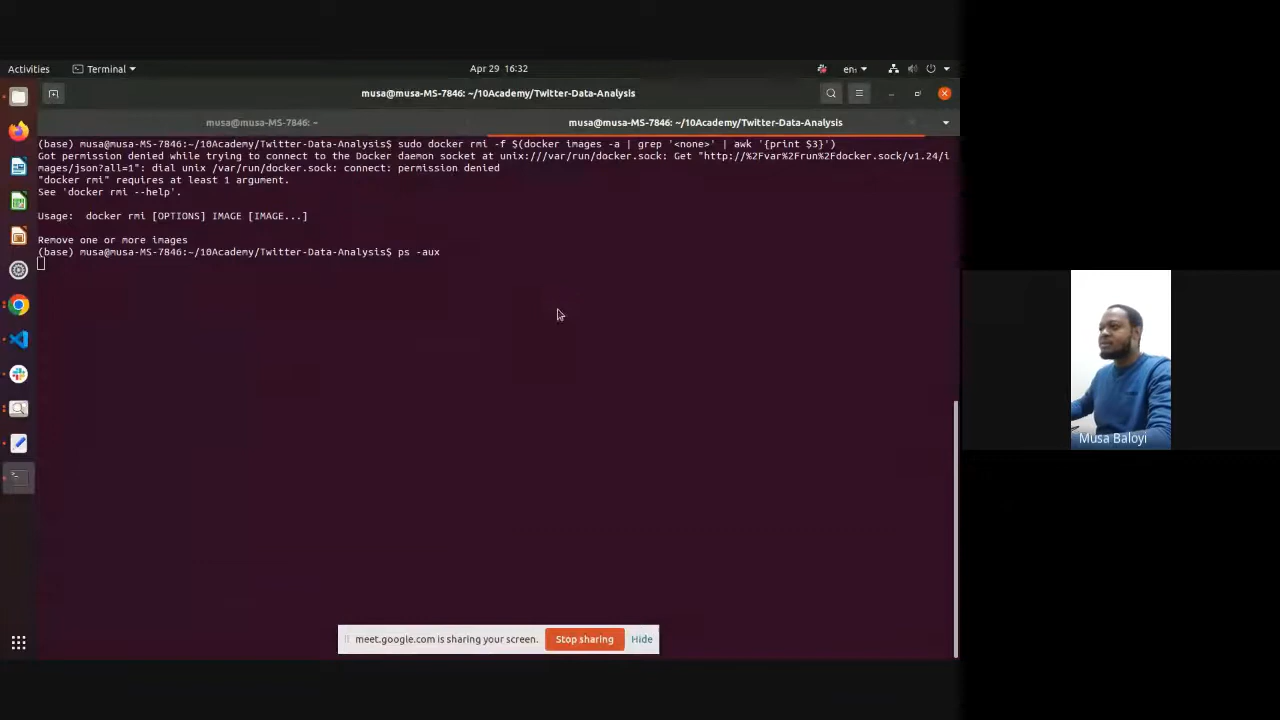 Activities
Terminal
Apr 29 16:32
en₁
musa@musa-MS-7846: ~/10Academy/Twitter-Data-Analysis
musa@musa-MS-7846: ~
musa@musa-MS-7846: ~/10Academy/Twitter-Data-Analysis
(base) musa@musa-MS-7846:~/10Academy/Twitter-Data-Analysis$ sudo docker rmi -f $(docker images -a | grep '<none>' | awk '{print $3}')
Got permission denied while trying to connect to the Docker daemon socket at unix:///var/run/docker.sock: Get "http://%2Fvar%2Frun%2Fdocker.sock/v1.24/i
mages/json?all=1": dial unix /var/run/docker.sock: connect: permission denied
"docker rmi" requires at least 1 argument.
See 'docker rmi --help'.
Usage:  docker rmi [OPTIONS] IMAGE [IMAGE...]
Remove one or more images
(base) musa@musa-MS-7846:~/10Academy/Twitter-Data-Analysis$ ps -aux
Musa Baloyi
meet.google.com is sharing your screen.
Stop sharing
Hide